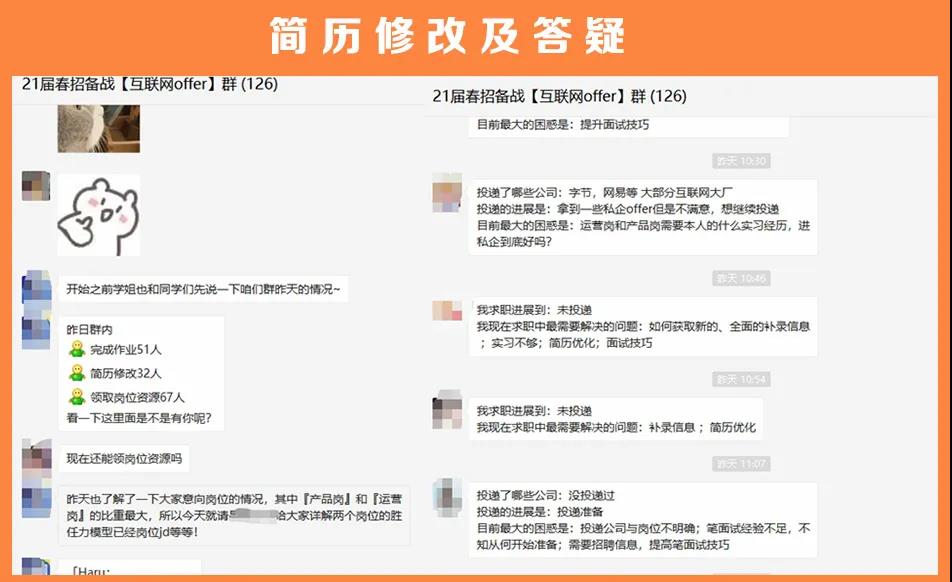 简历修改及答疑
21届春招备战【互联网offer】群 (126)
开始之前学姐也和同学们先说一下咱们群昨天的情况~
昨日群内
完成作业51人
简历修改32人
领取岗位资源67人
看一下这里面是不是有你呢?
现在还能领岗位资源吗
昨天也了解了一下大家意向岗位的情况，其中『产品岗』和『运营
岗』的比重最大，所以今天就请
给大家详解两个岗位的胜
任力模型已经岗位jd等等!
「Haru:
21届春招备战【互联网offer】群 (126)
目前最大的困惑是：提升面试技巧
昨天 10:30
投递了哪些公司：字节，网易等 大部分互联网大厂
投递的进展是：拿到一些私企offer但是不满意，想继续投递
目前最大的困惑是：运营岗和产品岗需要本人的什么实习经历，进
私企到底好吗?
昨天 10:46
我求职进展到：未投递
我现在求职中最需要解决的问题：如何获取新的、全面的补录信息
；实习不够；简历优化；面试技巧
昨天 10:54
我求职进展到：未投递
我现在求职中最需要解决的问题：补录信息 ；简历优化
昨天 11:07
投递了哪些公司：没投递过
投递的进展是：投递准备
目前最大的困惑是：投递公司与岗位不明确；笔面试经验不足，不
知从何开始准备；需要招聘信息，提高笔面试技巧